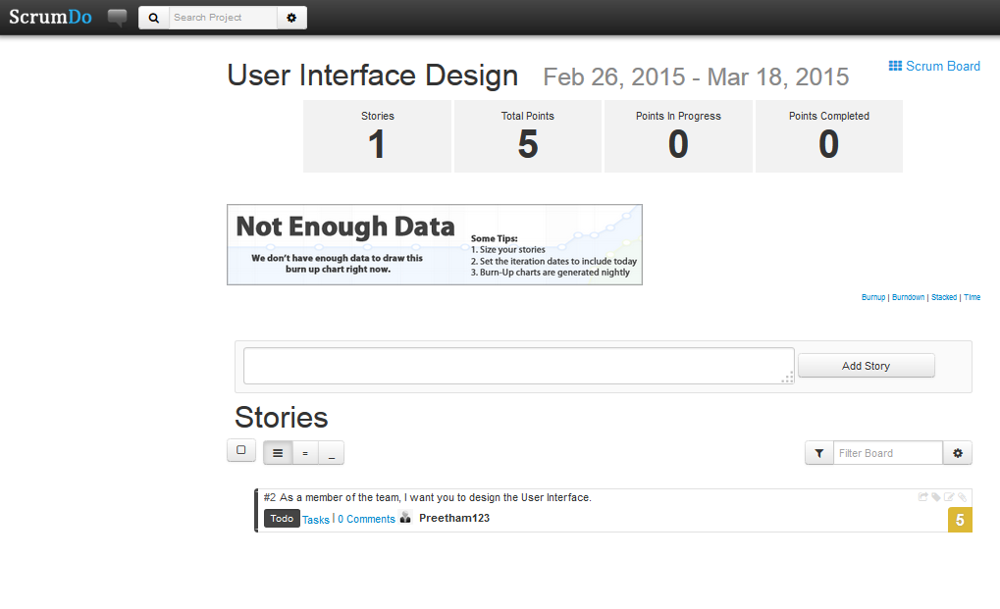 ScrumDo
Search Project
User Interface Design Feb 26, 2015 - Mar 18, 2015
Scrum Board
Stories
1
Total Points
5
Points In Progress
0
Points Completed
0
Not Enough Data
We don't have enough data to draw this
burn up chart right now.
Some Tips:
1. Size your stories
2. Set the iteration dates to include today
3. Burn-Up charts are generated nightly
Burnup | Burndown | Stacked | Time
Add Story
Stories
= _
Filter Board
#2 As a member of the team, I want you to design the User Interface.
Todo Tasks | 0 Comments Preetham123
5